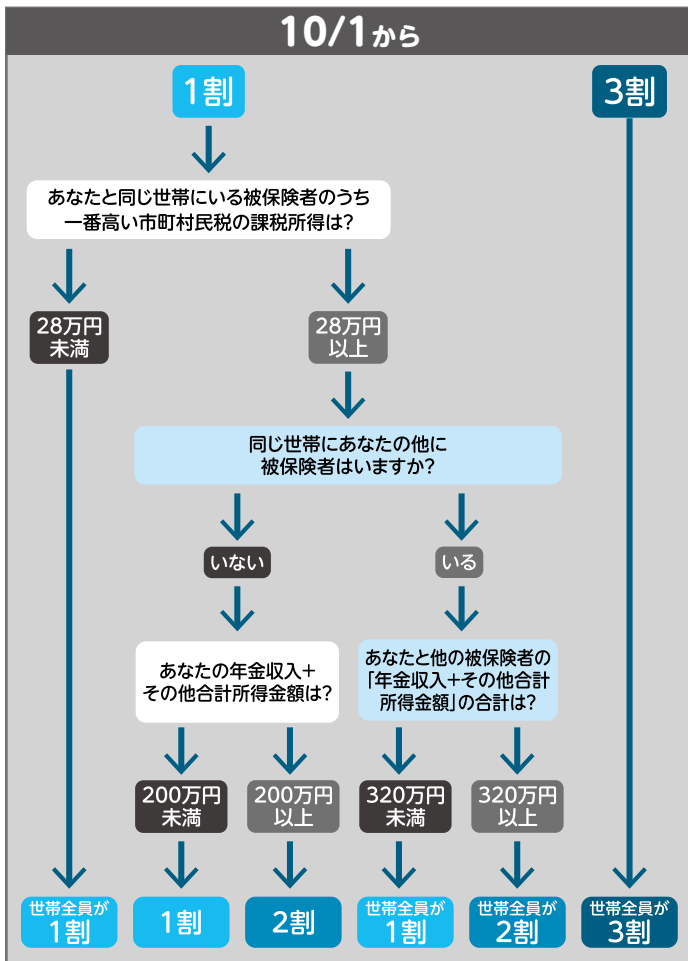 10/1から
1割
3割
あなたと同じ世帯にいる被保険者のうち
一番高い市町村民税の課税所得は?
28万円
未満
28万円
以上
同じ世帯にあなたの他に
被保険者はいますか?
いない
いる
あなたの年金収入+
その他合計所得金額は?
あなたと他の被保険者の
「年金収入+その他合計
所得金額」の合計は?
200万円
未満
200万円
以上
320万円
未満
320万円
以上
世帯全員が
1割
1割
2割
世帯全員が
1割
世帯全員が
2割
世帯全員が
3割